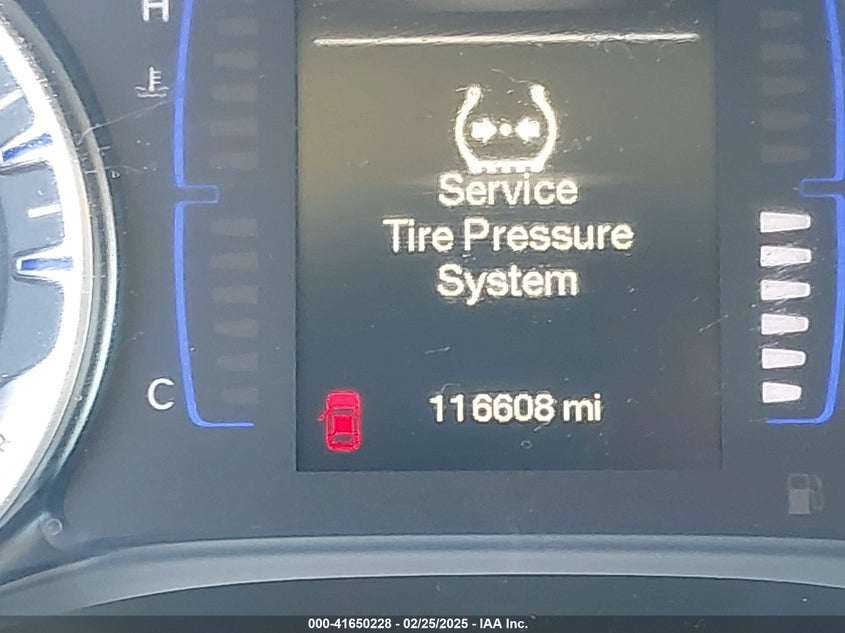 H
Service
Tire Pressure
System
C
116608 mi
000-41650228 - 02/25/2025 - IAA Inc.